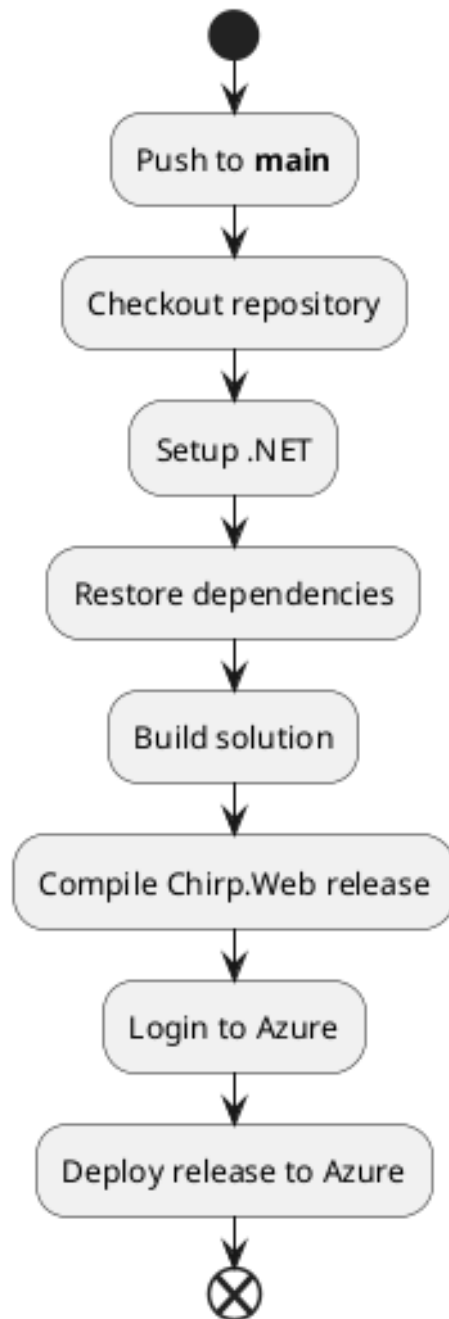 Push to main
Checkout repository
Setup .NET
Restore dependencies
Build solution
Compile Chirp.Web release
Login to Azure
Deploy release to Azure